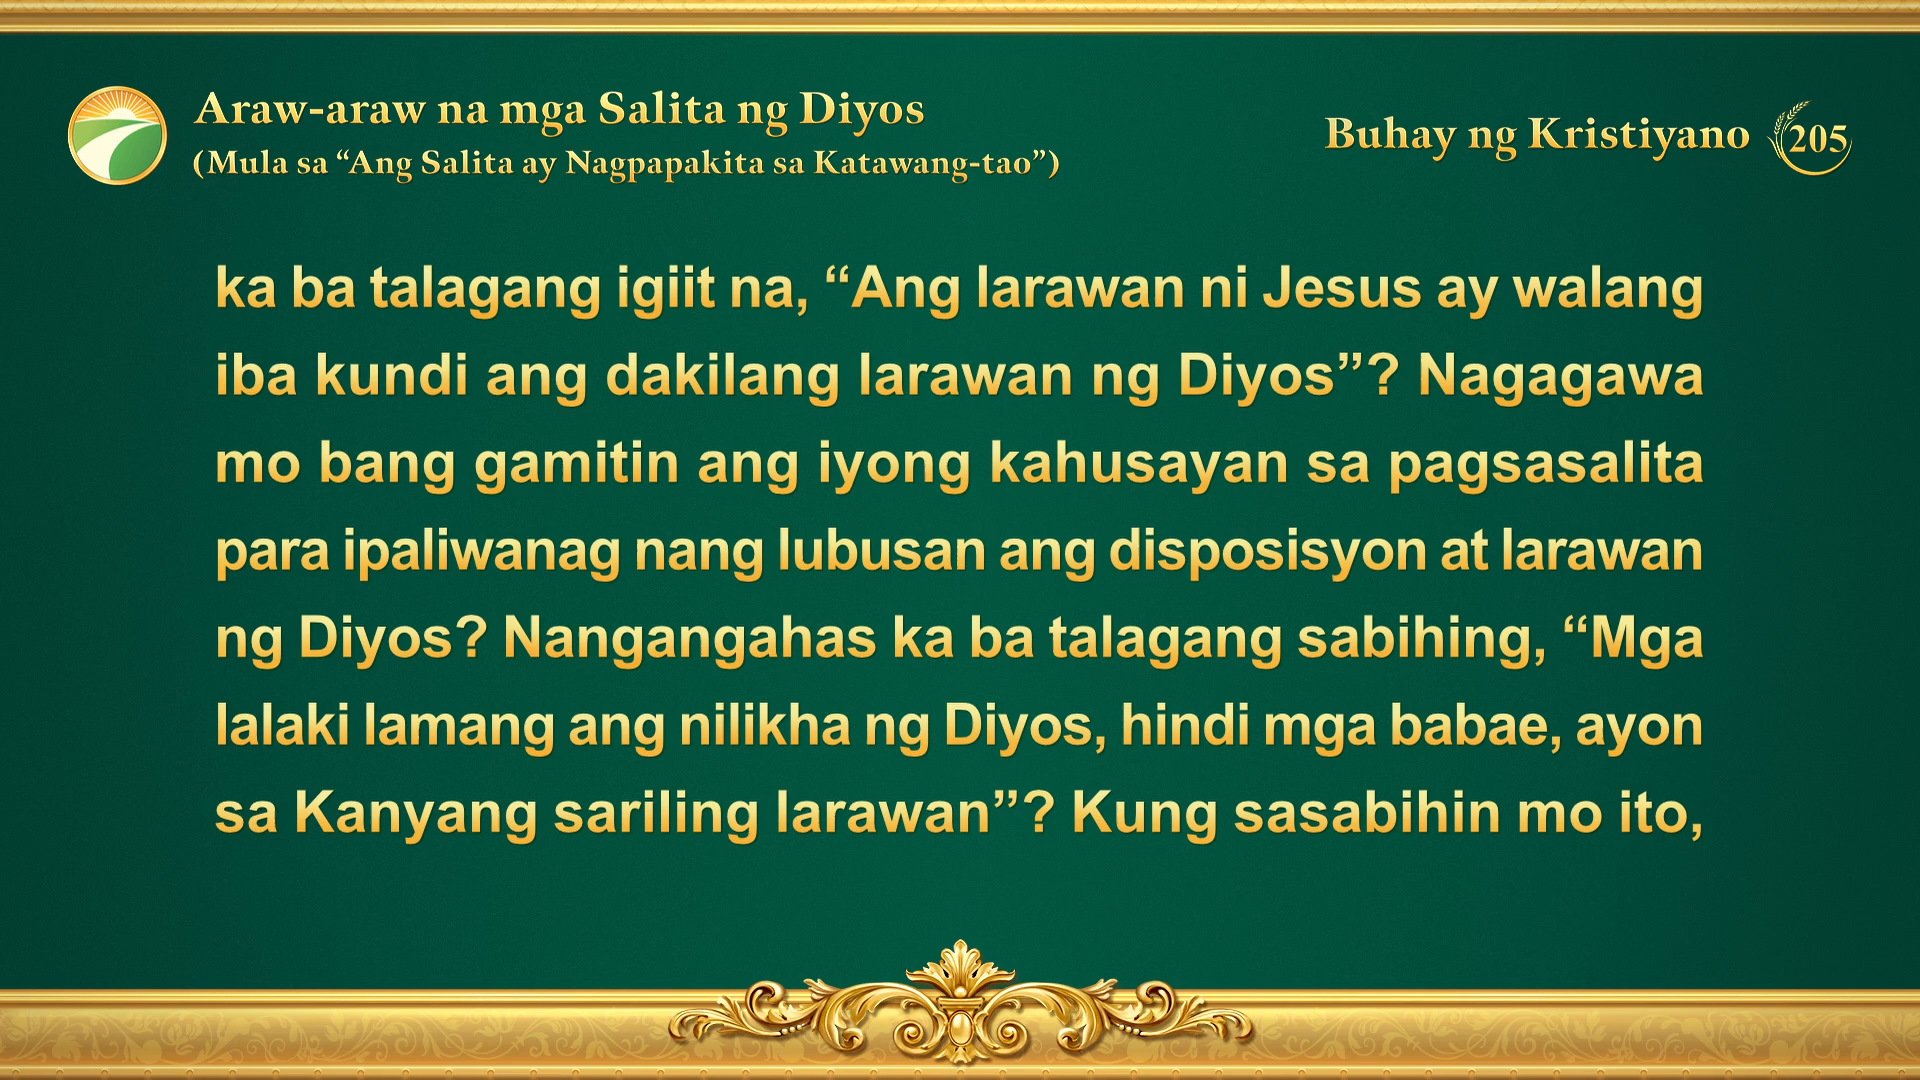 Araw-araw na mga Salita ng Diyos
(Mula sa “Ang Salita ay Nagpapakita sa Katawang-tao”)
Buhay ng Kristiyano 205
ka ba talagang igiit na, “Ang larawan ni Jesus ay walang
iba kundi ang dakilang larawan ng Diyos”? Nagagawa
mo bang gamitin ang iyong kahusayan sa pagsasalita
para ipaliwanag nang lubusan ang disposisyon at larawan
ng Diyos? Nangangahas ka ba talagang sabihing, “Mga
lalaki lamang ang nilikha ng Diyos, hindi mga babae, ayon
sa Kanyang sariling larawan”? Kung sasabihin mo ito,